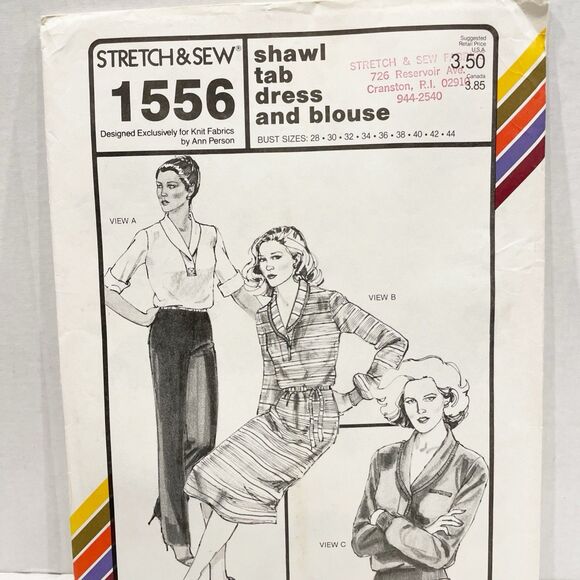 STRETCH & SEW®
1556
Designed Exclusively for Knit Fabrics
by Ann Person
shawl
tab
dress
and blouse
BUST SIZES: 28 • 30 • 32 • 34 • 36 • 38 • 40 • 42 • 44
STRETCH & SEW
726 Reservoir Ave.
Cranston, R.I. 02910
944-2540
Suggested
Retail Price
U.S.A.
3.50
Canada
3.85
VIEW A
VIEW B
VIEW C